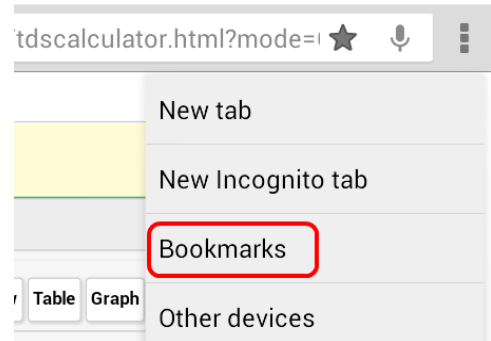 tdscalculator.html?mode=
New tab
New Incognito tab
Bookmarks
Table Graph
Other devices